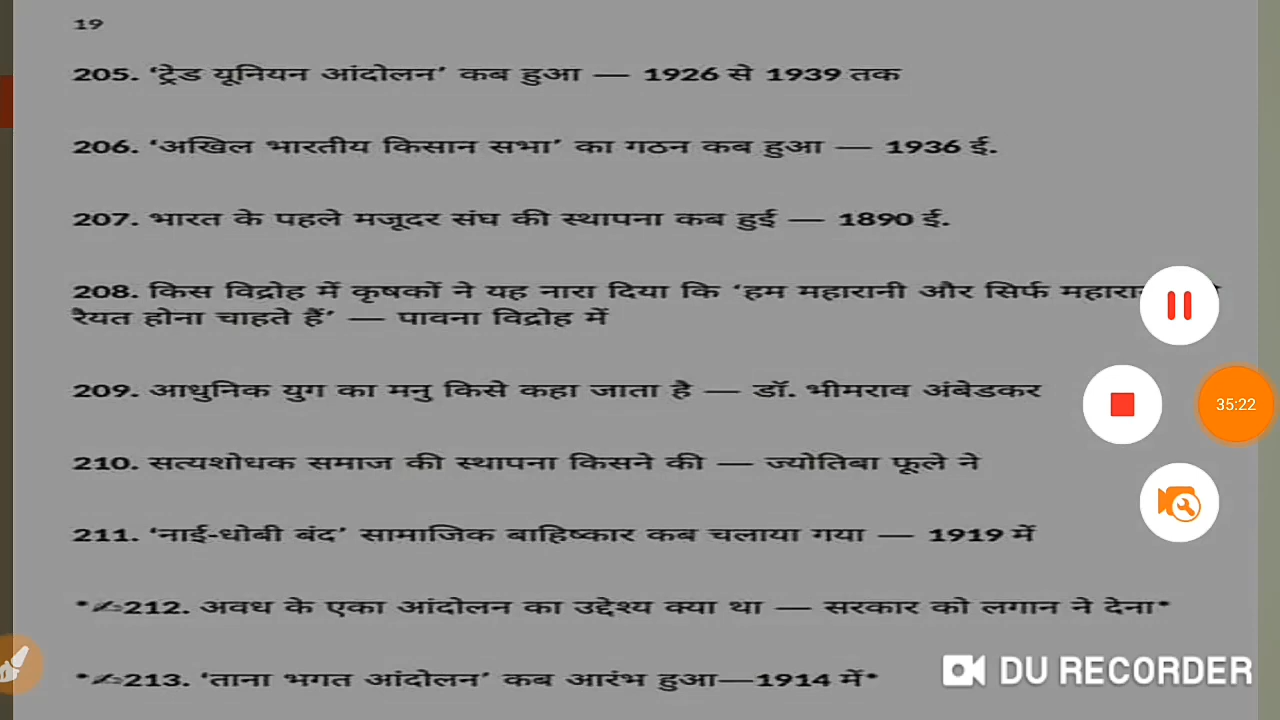 19
205. ‘ट्रेड यूनियन आंदोलन’ कब हुआ — 1926 से 1939 तक
206. ‘अखिल भारतीय किसान सभा’ का गठन कब हुआ — 1936 ई.
207. भारत के पहले मजूदर संघ की स्थापना कब हुई — 1890 ई.
208. किस विद्रोह में कृषकों ने यह नारा दिया कि ‘हम महारानी और सिर्फ
रैयत होना चाहते हैं’ — पावना विद्रोह में
209. आधुनिक युग का मनु किसे कहा जाता है — डॉ. भीमराव अंबेडकर
35:22
210. सत्यशोधक समाज की स्थापना किसने की — ज्योतिबा फूले ने
211. ‘नाई-धोबी बंद’ सामाजिक बाहिष्कार कब चलाया गया — 1919 में
*✍212. अवध के एका आंदोलन का उद्देश्य क्या था — सरकार को लगान ने देना*
*✍213. ‘ताना भगत आंदोलन’ कब आरंभ हुआ—1914 में*
DU RECORDER